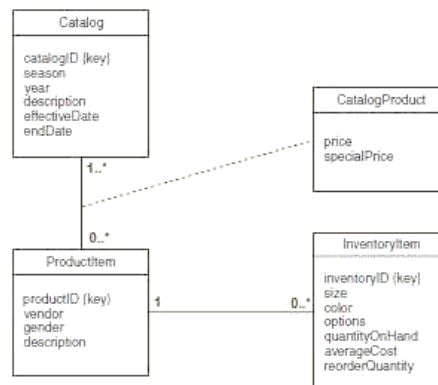 Catalog
catalogID {key}
season
year
description
effectiveDate
endDate
CatalogProduct
price
specialPrice
1..*
0..*
ProductItem
productID {key}
vendor
gender
description
1
0..*
InventoryItem
inventoryID {key}
size
color
options
quantityOnHand
averageCost
reorderQuantity